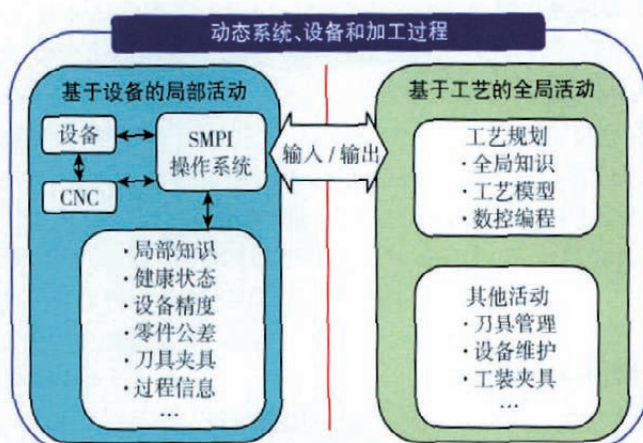 动态系统、设备和加工过程
基于设备的局部活动
设备
CNC
SMPI
操作系统
·局部知识
·健康状态
·设备精度
·零件公差
·刀具夹具
·过程信息
…
输入/输出
基于工艺的全局活动
工艺规划
·全局知识
·工艺模型
·数控编程
其他活动
·刀具管理
·设备维护
·工装夹具
…